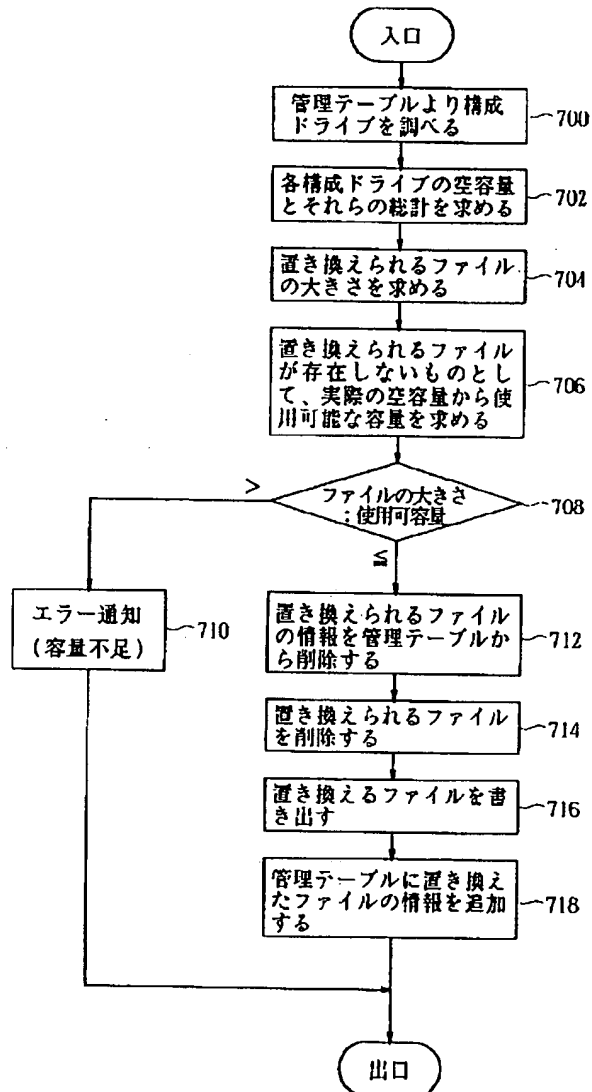 入口
管理テーブルより構成
ドライブを調べる
700
各構成ドライブの空容量
とそれらの総計を求める
702
置き換えられるファイル
の大きさを求める
704
置き換えられるファイル
が存在しないものとし
て、実際の空容量から使
用可能な容量を求める
706
ファイルの大きさ
:使用可容量
708
>
≦
エラー通知
(容量不足)
710
置き換えられるファイル
の情報を管理テーブルか
ら削除する
712
置き換えられるファイル
を削除する
714
置き換えるファイルを書
き出す
716
管理テーブルに置き換え
たファイルの情報を追加
する
718
出口